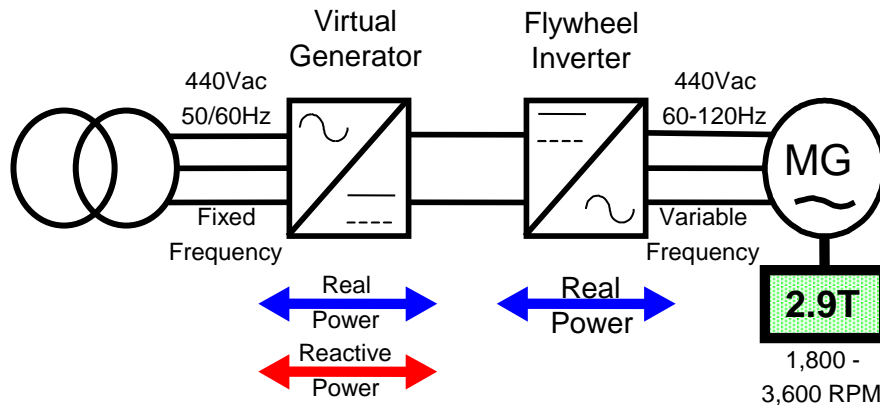 Virtual
Generator
Flywheel
Inverter
440Vac
50/60Hz
440Vac
60-120Hz
MG
Fixed
Frequency
Variable
Frequency
Real
Power
Real
Power
Reactive
Power
2.9T
1,800 -
3,600 RPM